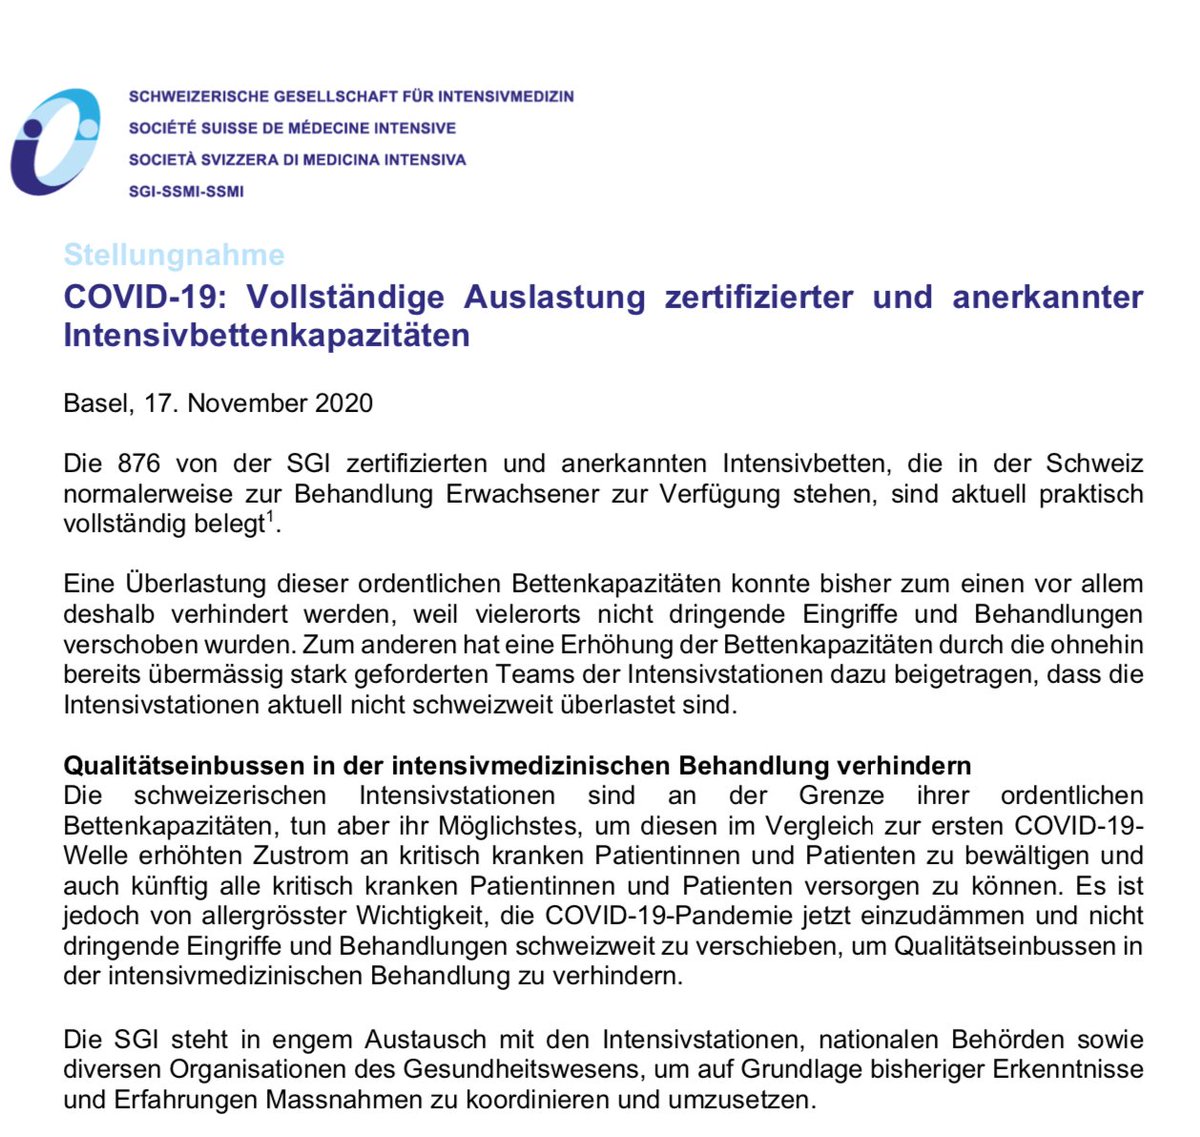 SCHWEIZERISCHE GESELLSCHAFT FÜR INTENSIVMEDIZIN
SOCIÉTÉ SUISSE DE MÉDECINE INTENSIVE
SOCIETÀ SVIZZERA DI MEDICINA INTENSIVA
SGI-SSMI-SSMI
Stellungnahme
COVID-19: Vollständige Auslastung zertifizierter und anerkannter
Intensivbettenkapazitäten
Basel, 17. November 2020
Die 876 von der SGI zertifizierten und anerkannten Intensivbetten, die in der Schweiz
normalerweise zur Behandlung Erwachsener zur Verfügung stehen, sind aktuell praktisch
vollständig belegt¹.
Eine Überlastung dieser ordentlichen Bettenkapazitäten konnte bisher zum einen vor allem
deshalb verhindert werden, weil vielerorts nicht dringende Eingriffe und Behandlungen
verschoben wurden. Zum anderen hat eine Erhöhung der Bettenkapazitäten durch die ohnehin
bereits übermässig stark geforderten Teams der Intensivstationen dazu beigetragen, dass die
Intensivstationen aktuell nicht schweizweit überlastet sind.
Qualitätseinbussen in der intensivmedizinischen Behandlung verhindern
Die schweizerischen Intensivstationen sind an der Grenze ihrer ordentlichen
Bettenkapazitäten, tun aber ihr Möglichstes, um diesen im Vergleich zur ersten COVID-19-
Welle erhöhten Zustrom an kritisch kranken Patientinnen und Patienten zu bewältigen und
auch künftig alle kritisch kranken Patientinnen und Patienten versorgen zu können. Es ist
jedoch von allergrösster Wichtigkeit, die COVID-19-Pandemie jetzt einzudämmen und nicht
dringende Eingriffe und Behandlungen schweizweit zu verschieben, um Qualitätseinbussen in
der intensivmedizinischen Behandlung zu verhindern.
Die SGI steht in engem Austausch mit den Intensivstationen, nationalen Behörden sowie
diversen Organisationen des Gesundheitswesens, um auf Grundlage bisheriger Erkenntnisse
und Erfahrungen Massnahmen zu koordinieren und umzusetzen.